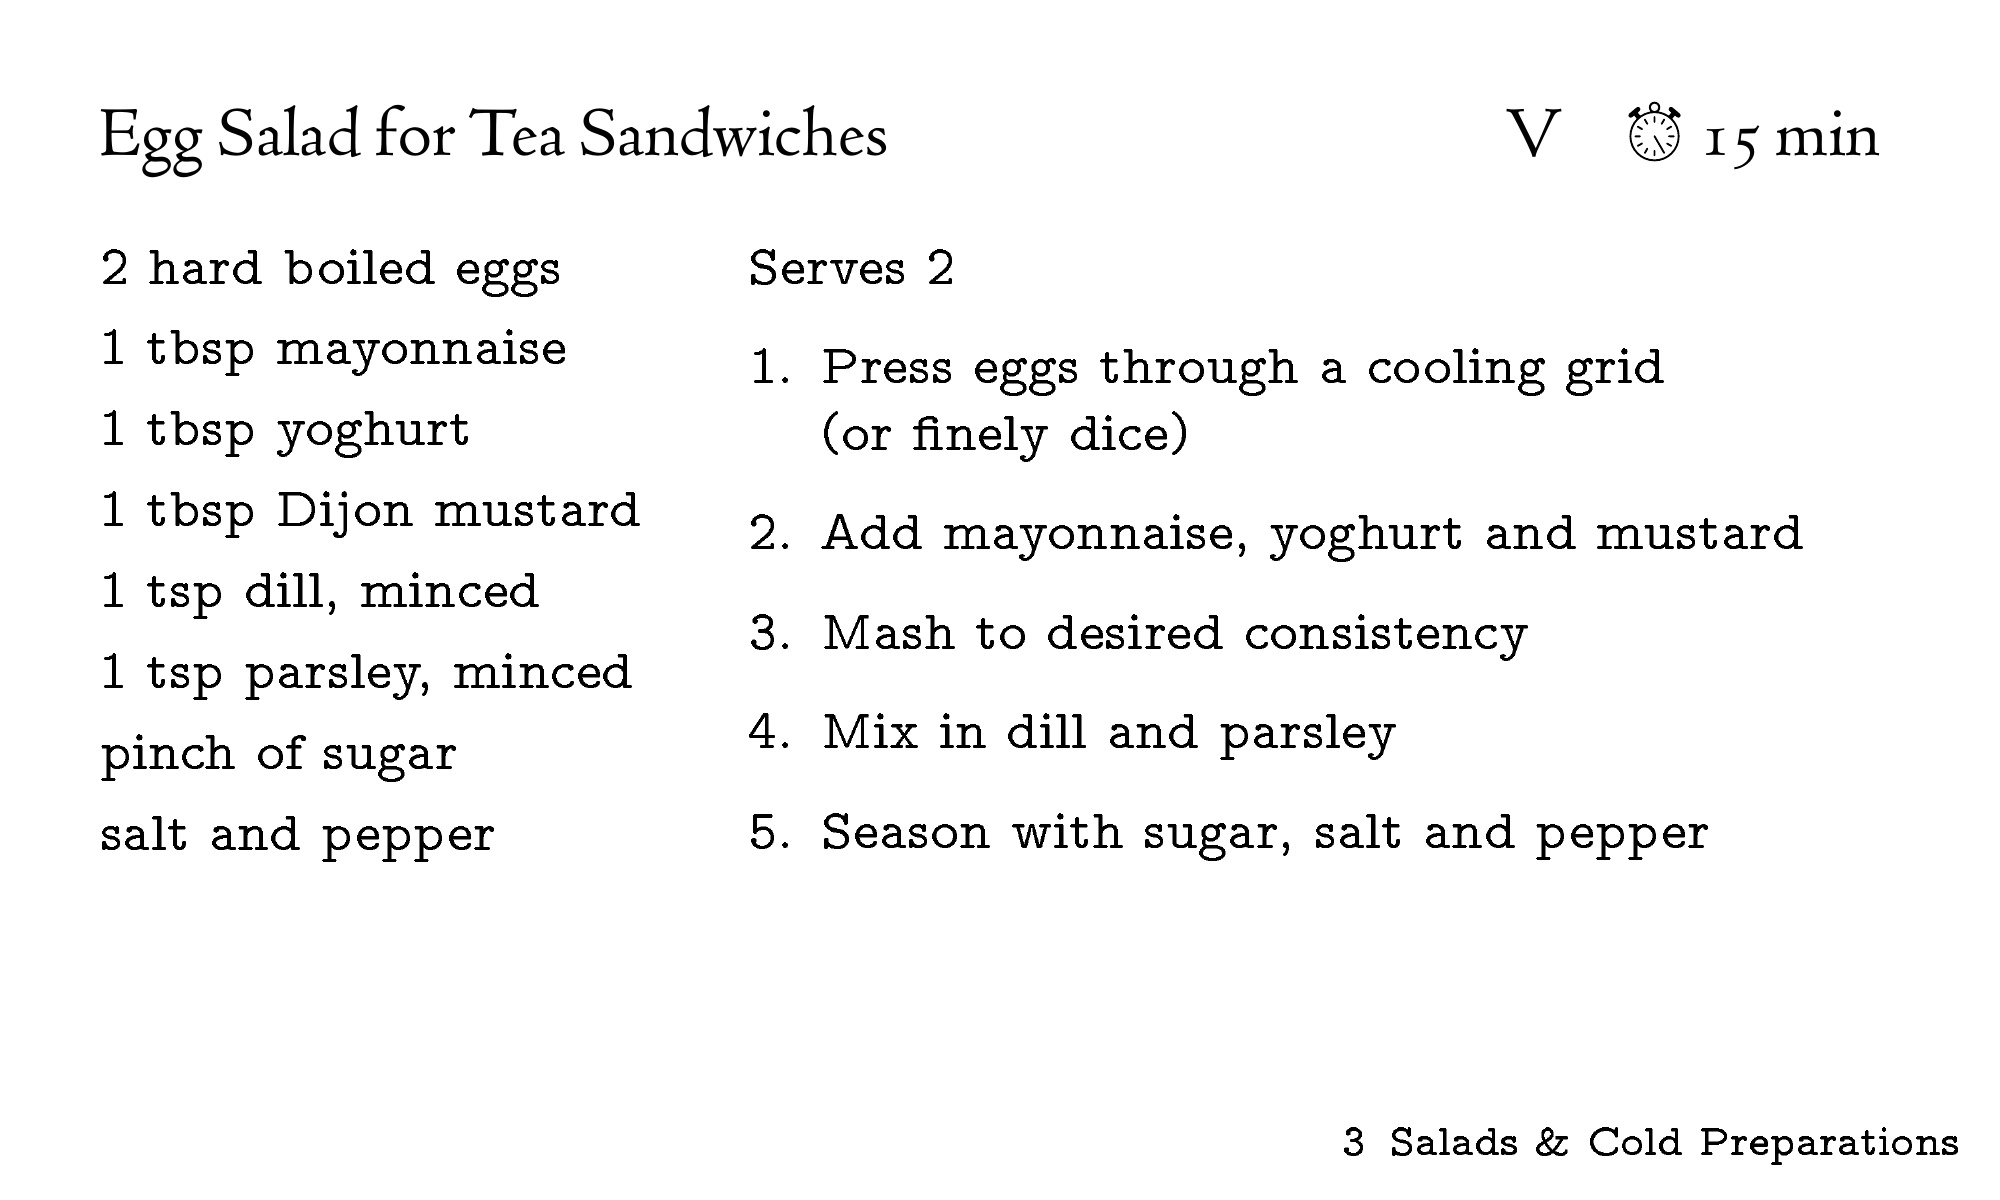 Egg Salad for Tea Sandwiches
V 15 min
2 hard boiled eggs
1 tbsp mayonnaise
1 tbsp yoghurt
1 tbsp Dijon mustard
1 tsp dill, minced
1 tsp parsley, minced
pinch of sugar
salt and pepper
Serves 2
1. Press eggs through a cooling grid
(or finely dice)
2. Add mayonnaise, yoghurt and mustard
3. Mash to desired consistency
4. Mix in dill and parsley
5. Season with sugar, salt and pepper
3 Salads & Cold Preparations